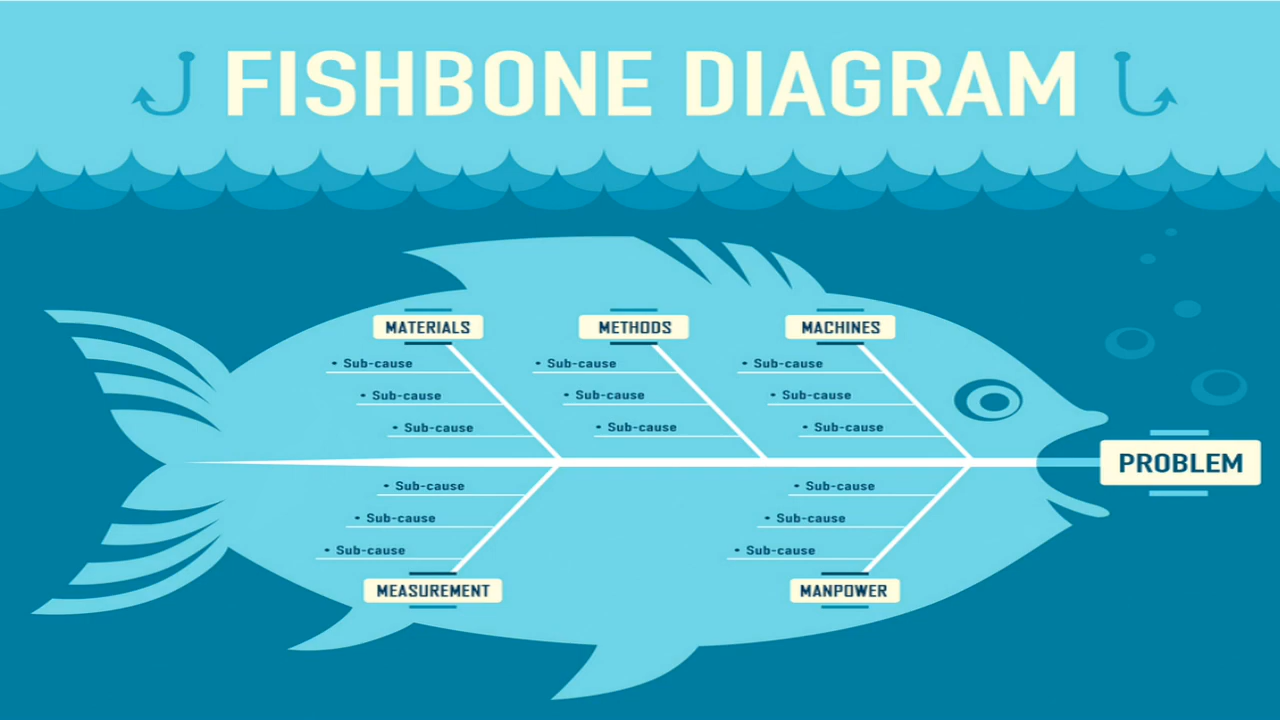 FISHBONE DIAGRAM
MATERIALS
• Sub-cause
• Sub-cause
• Sub-cause
METHODS
• Sub-cause
• Sub-cause
• Sub-cause
MACHINES
• Sub-cause
• Sub-cause
• Sub-cause
PROBLEM
• Sub-cause
• Sub-cause
• Sub-cause
MEASUREMENT
• Sub-cause
• Sub-cause
• Sub-cause
MANPOWER